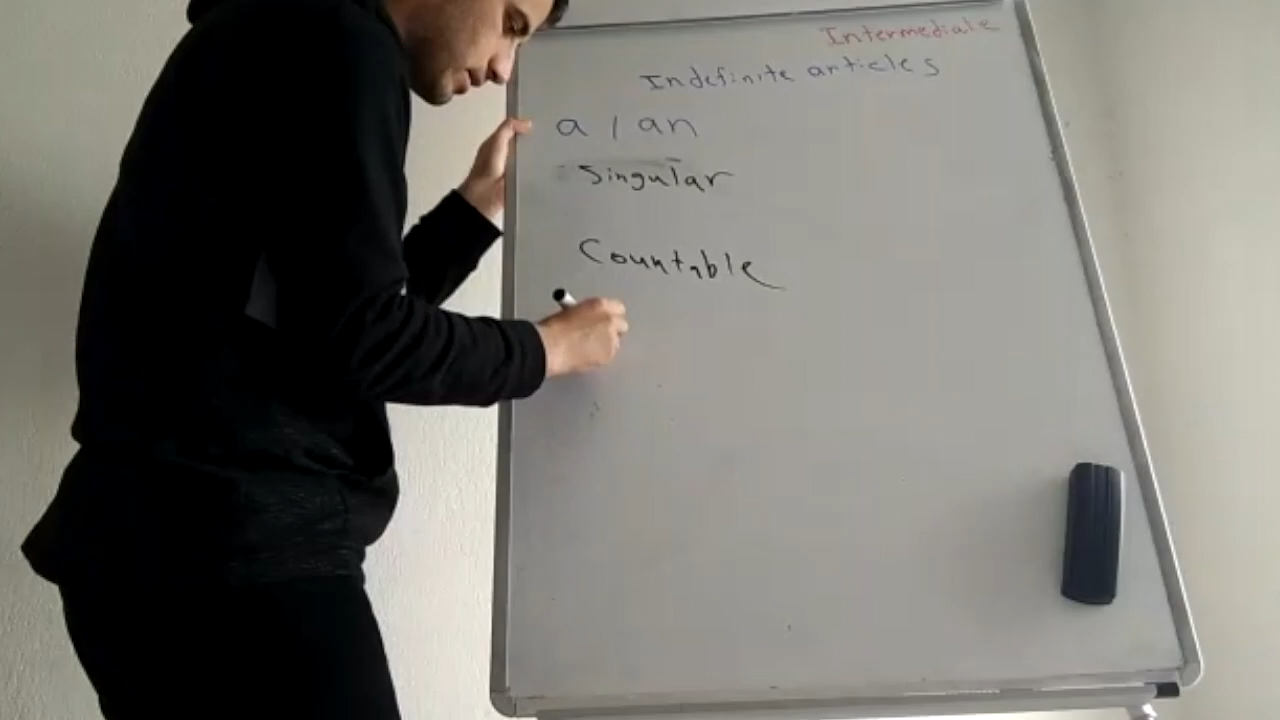 Intermediate
Indefinite articles
a / an
Singular
Countable